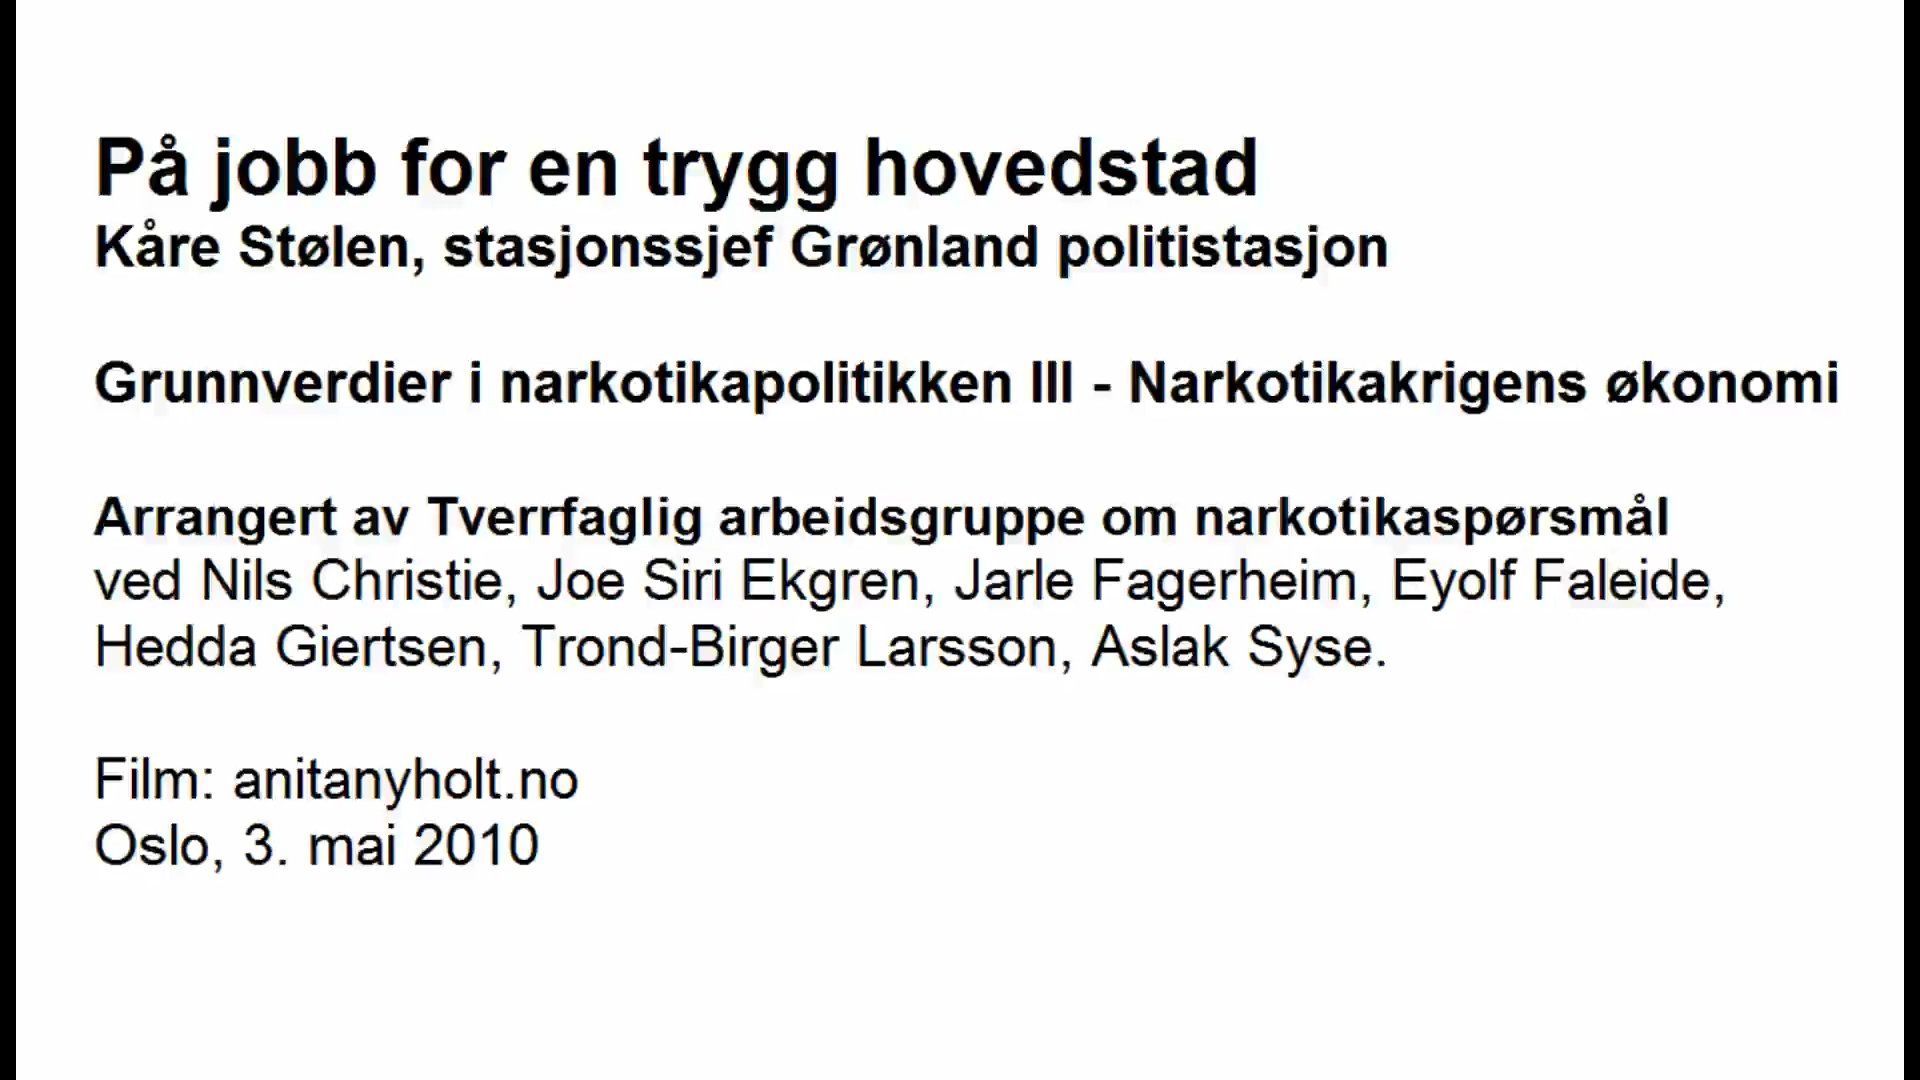 På jobb for en trygg hovedstad
Kåre Stølen, stasjonssjef Grønland politistasjon
Grunnverdier i narkotikapolitikken III - Narkotikakrigens økonomi
Arrangert av Tverrfaglig arbeidsgruppe om narkotikaspørsmål
ved Nils Christie, Joe Siri Ekgren, Jarle Fagerheim, Eyolf Faleide,
Hedda Giertsen, Trond-Birger Larsson, Aslak Syse.
Film: anitanyholt.no
Oslo, 3. mai 2010